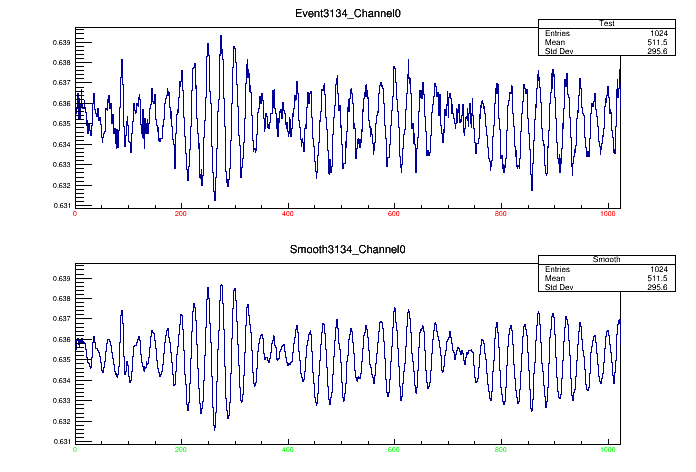 Event3134_Channel0
Test
Entries 1024
Mean 511.5
Std Dev 295.6
0.639
0.638
0.637
0.636
0.635
0.634
0.633
0.632
0.631
0 200 400 600 800 1000
Smooth3134_Channel0
Smooth
Entries 1024
Mean 511.5
Std Dev 295.6
0.639
0.638
0.637
0.636
0.635
0.634
0.633
0.632
0.631
0 200 400 600 800 1000